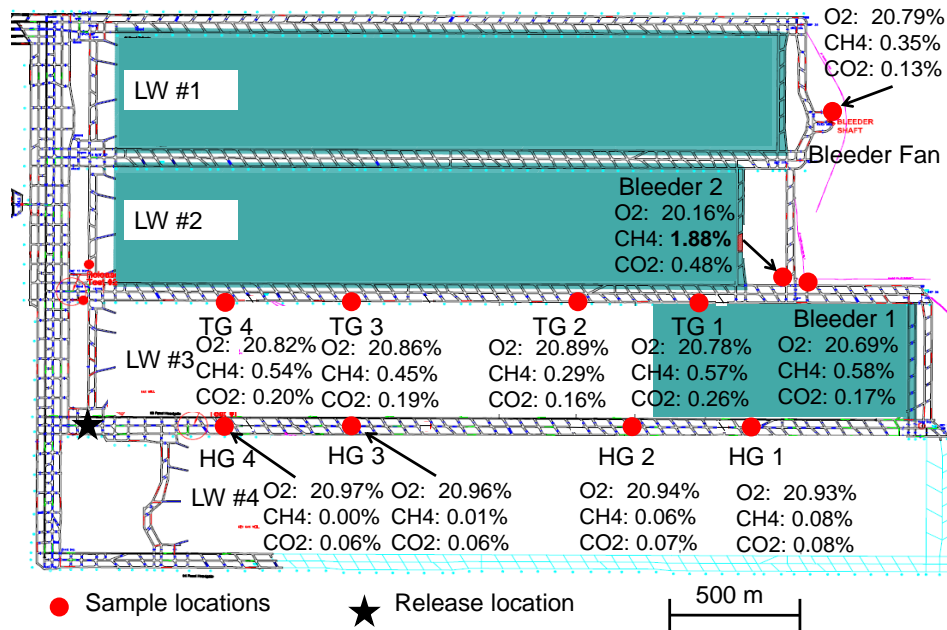 O2: 20.79%
CH4: 0.35%
CO2: 0.13%
LW #1
BLEEDER
SHAFT
Bleeder Fan
LW #2
Bleeder 2
O2: 20.16%
CH4: 1.88%
CO2: 0.48%
TG 4
O2: 20.82%
CH4: 0.54%
CO2: 0.20%
TG 3
O2: 20.86%
CH4: 0.45%
CO2: 0.19%
TG 2
O2: 20.89%
CH4: 0.29%
CO2: 0.16%
TG 1
O2: 20.78%
CH4: 0.57%
CO2: 0.26%
Bleeder 1
O2: 20.69%
CH4: 0.58%
CO2: 0.17%
LW #3
HG 4
O2: 20.97%
CH4: 0.00%
CO2: 0.06%
HG 3
O2: 20.96%
CH4: 0.01%
CO2: 0.06%
HG 2
O2: 20.94%
CH4: 0.06%
CO2: 0.07%
HG 1
O2: 20.93%
CH4: 0.08%
CO2: 0.08%
LW #4
Sample locations
Release location
500 m